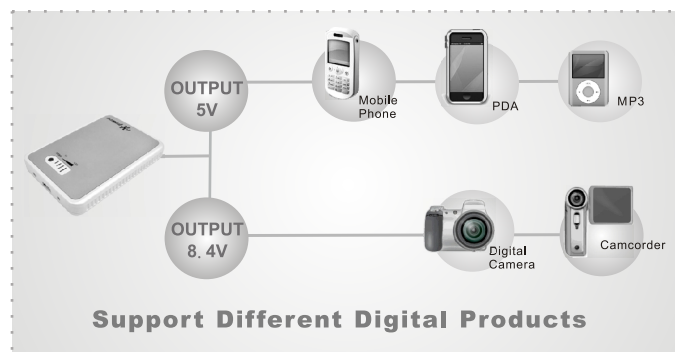 OUTPUT
5V
Mobile
Phone
PDA
MP3
OUTPUT
8.4V
Digital
Camera
Camcorder
Support Different Digital Products